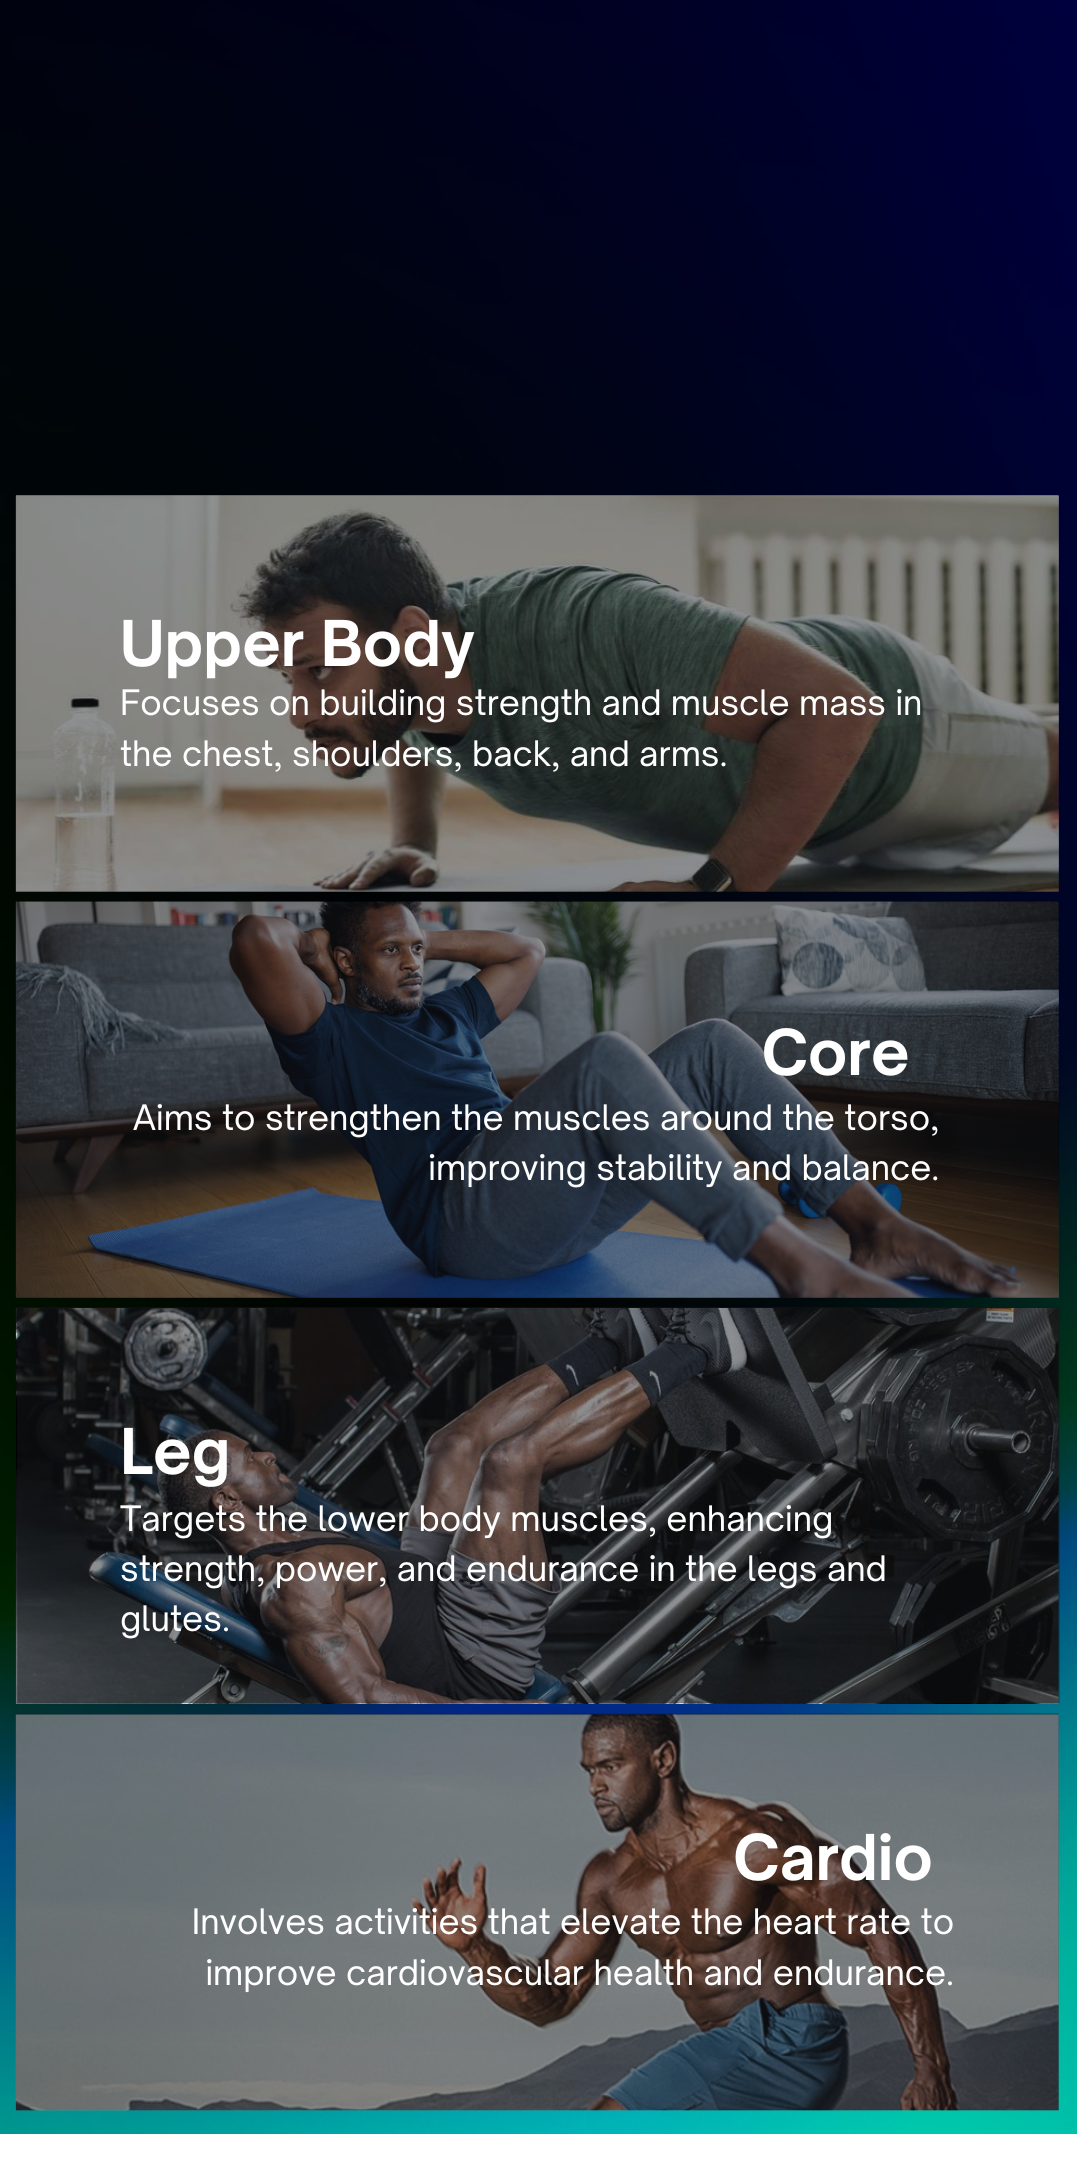 Upper Body
Focuses on building strength and muscle mass in
the chest, shoulders, back, and arms.
Core
Aims to strengthen the muscles around the torso,
improving stability and balance.
Leg
Targets the lower body muscles, enhancing
strength, power, and endurance in the legs and
glutes.
Cardio
Involves activities that elevate the heart rate to
improve cardiovascular health and endurance.